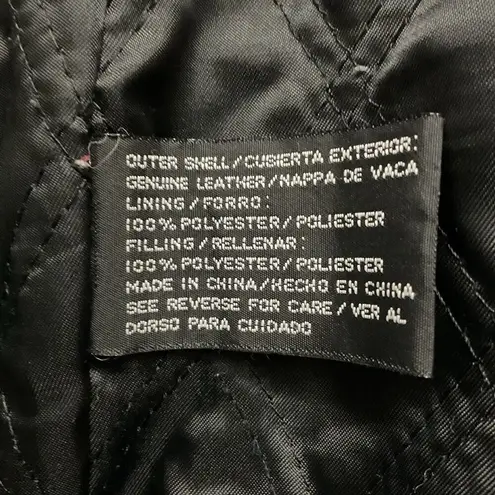 OUTER SHELL/CUBIERTA EXTERIOR:
GENUINE LEATHER/NAPPA DE VACA
LINING/FORRO:
100% POLYESTER/POLIESTER
FILLING/RELLENAR:
100% POLYESTER/POLIESTER
MADE IN CHINA/HECHO EN CHINA
SEE REVERSE FOR CARE/VER AL
DORSO PARA CUIDADO